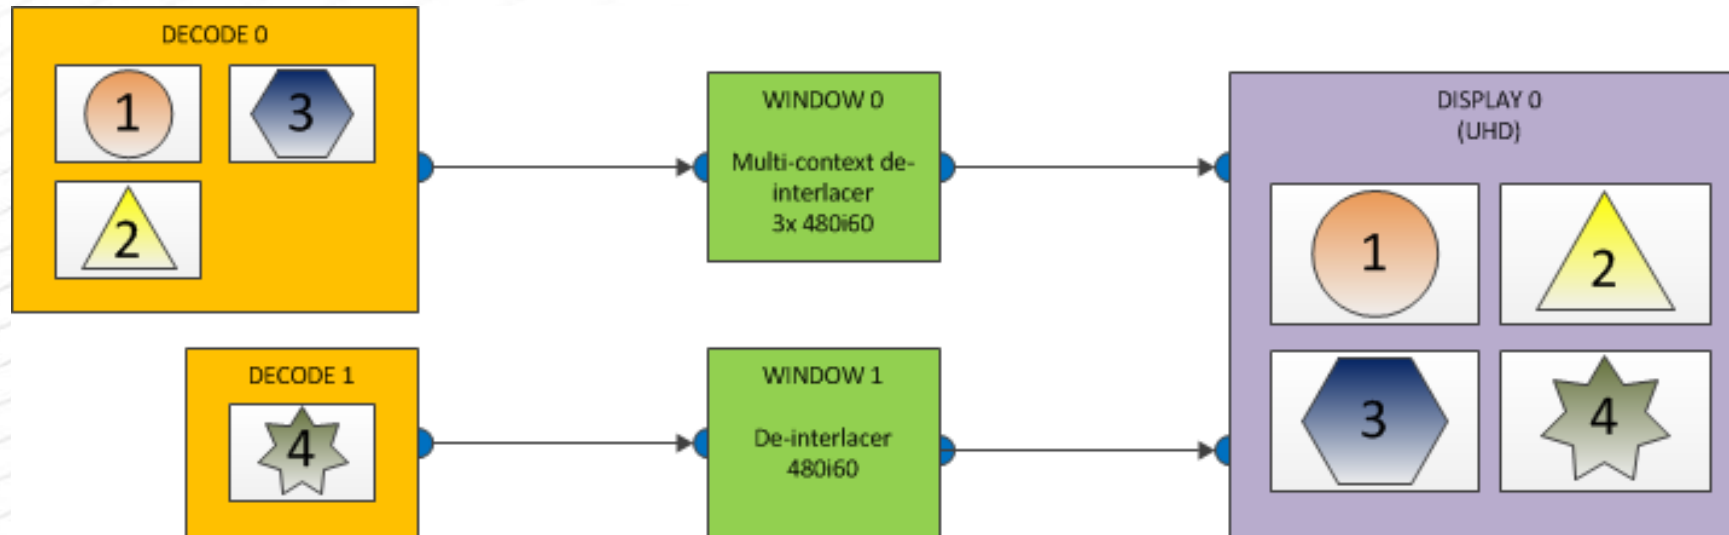 DECODE 0
1
3
2
WINDOW 0
Multi-context de-
interlacer
3x 480i60
DISPLAY 0
(UHD)
1
2
3
4
DECODE 1
4
WINDOW 1
De-interlacer
480i60